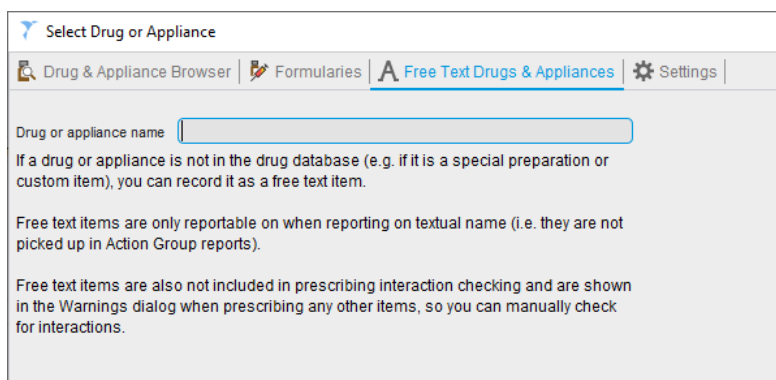 Select Drug or Appliance
Drug & Appliance Browser Formularies Free Text Drugs & Appliances Settings
Drug or appliance name
If a drug or appliance is not in the drug database (e.g. if it is a special preparation or
custom item), you can record it as a free text item.
Free text items are only reportable on when reporting on textual name (i.e. they are not
picked up in Action Group reports).
Free text items are also not included in prescribing interaction checking and are shown
in the Warnings dialog when prescribing any other items, so you can manually check
for interactions.